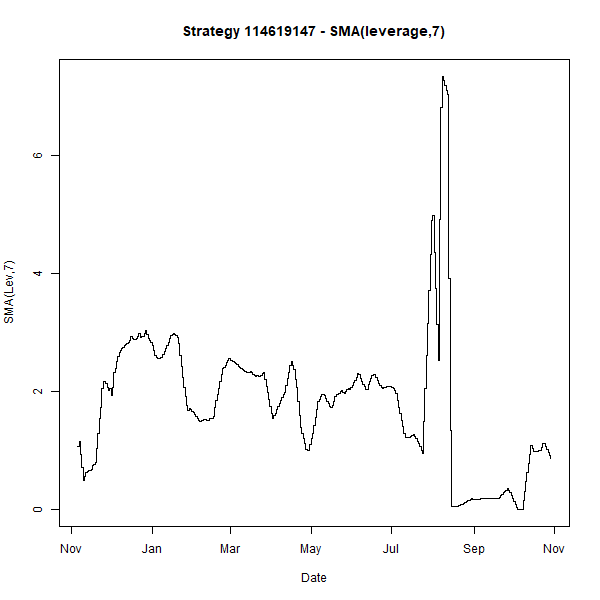 Strategy 114619147 - SMA(leverage,7)
SMA(Lev,7)
6
4
2
0
Nov Jan Mar May Jul Sep Nov
Date